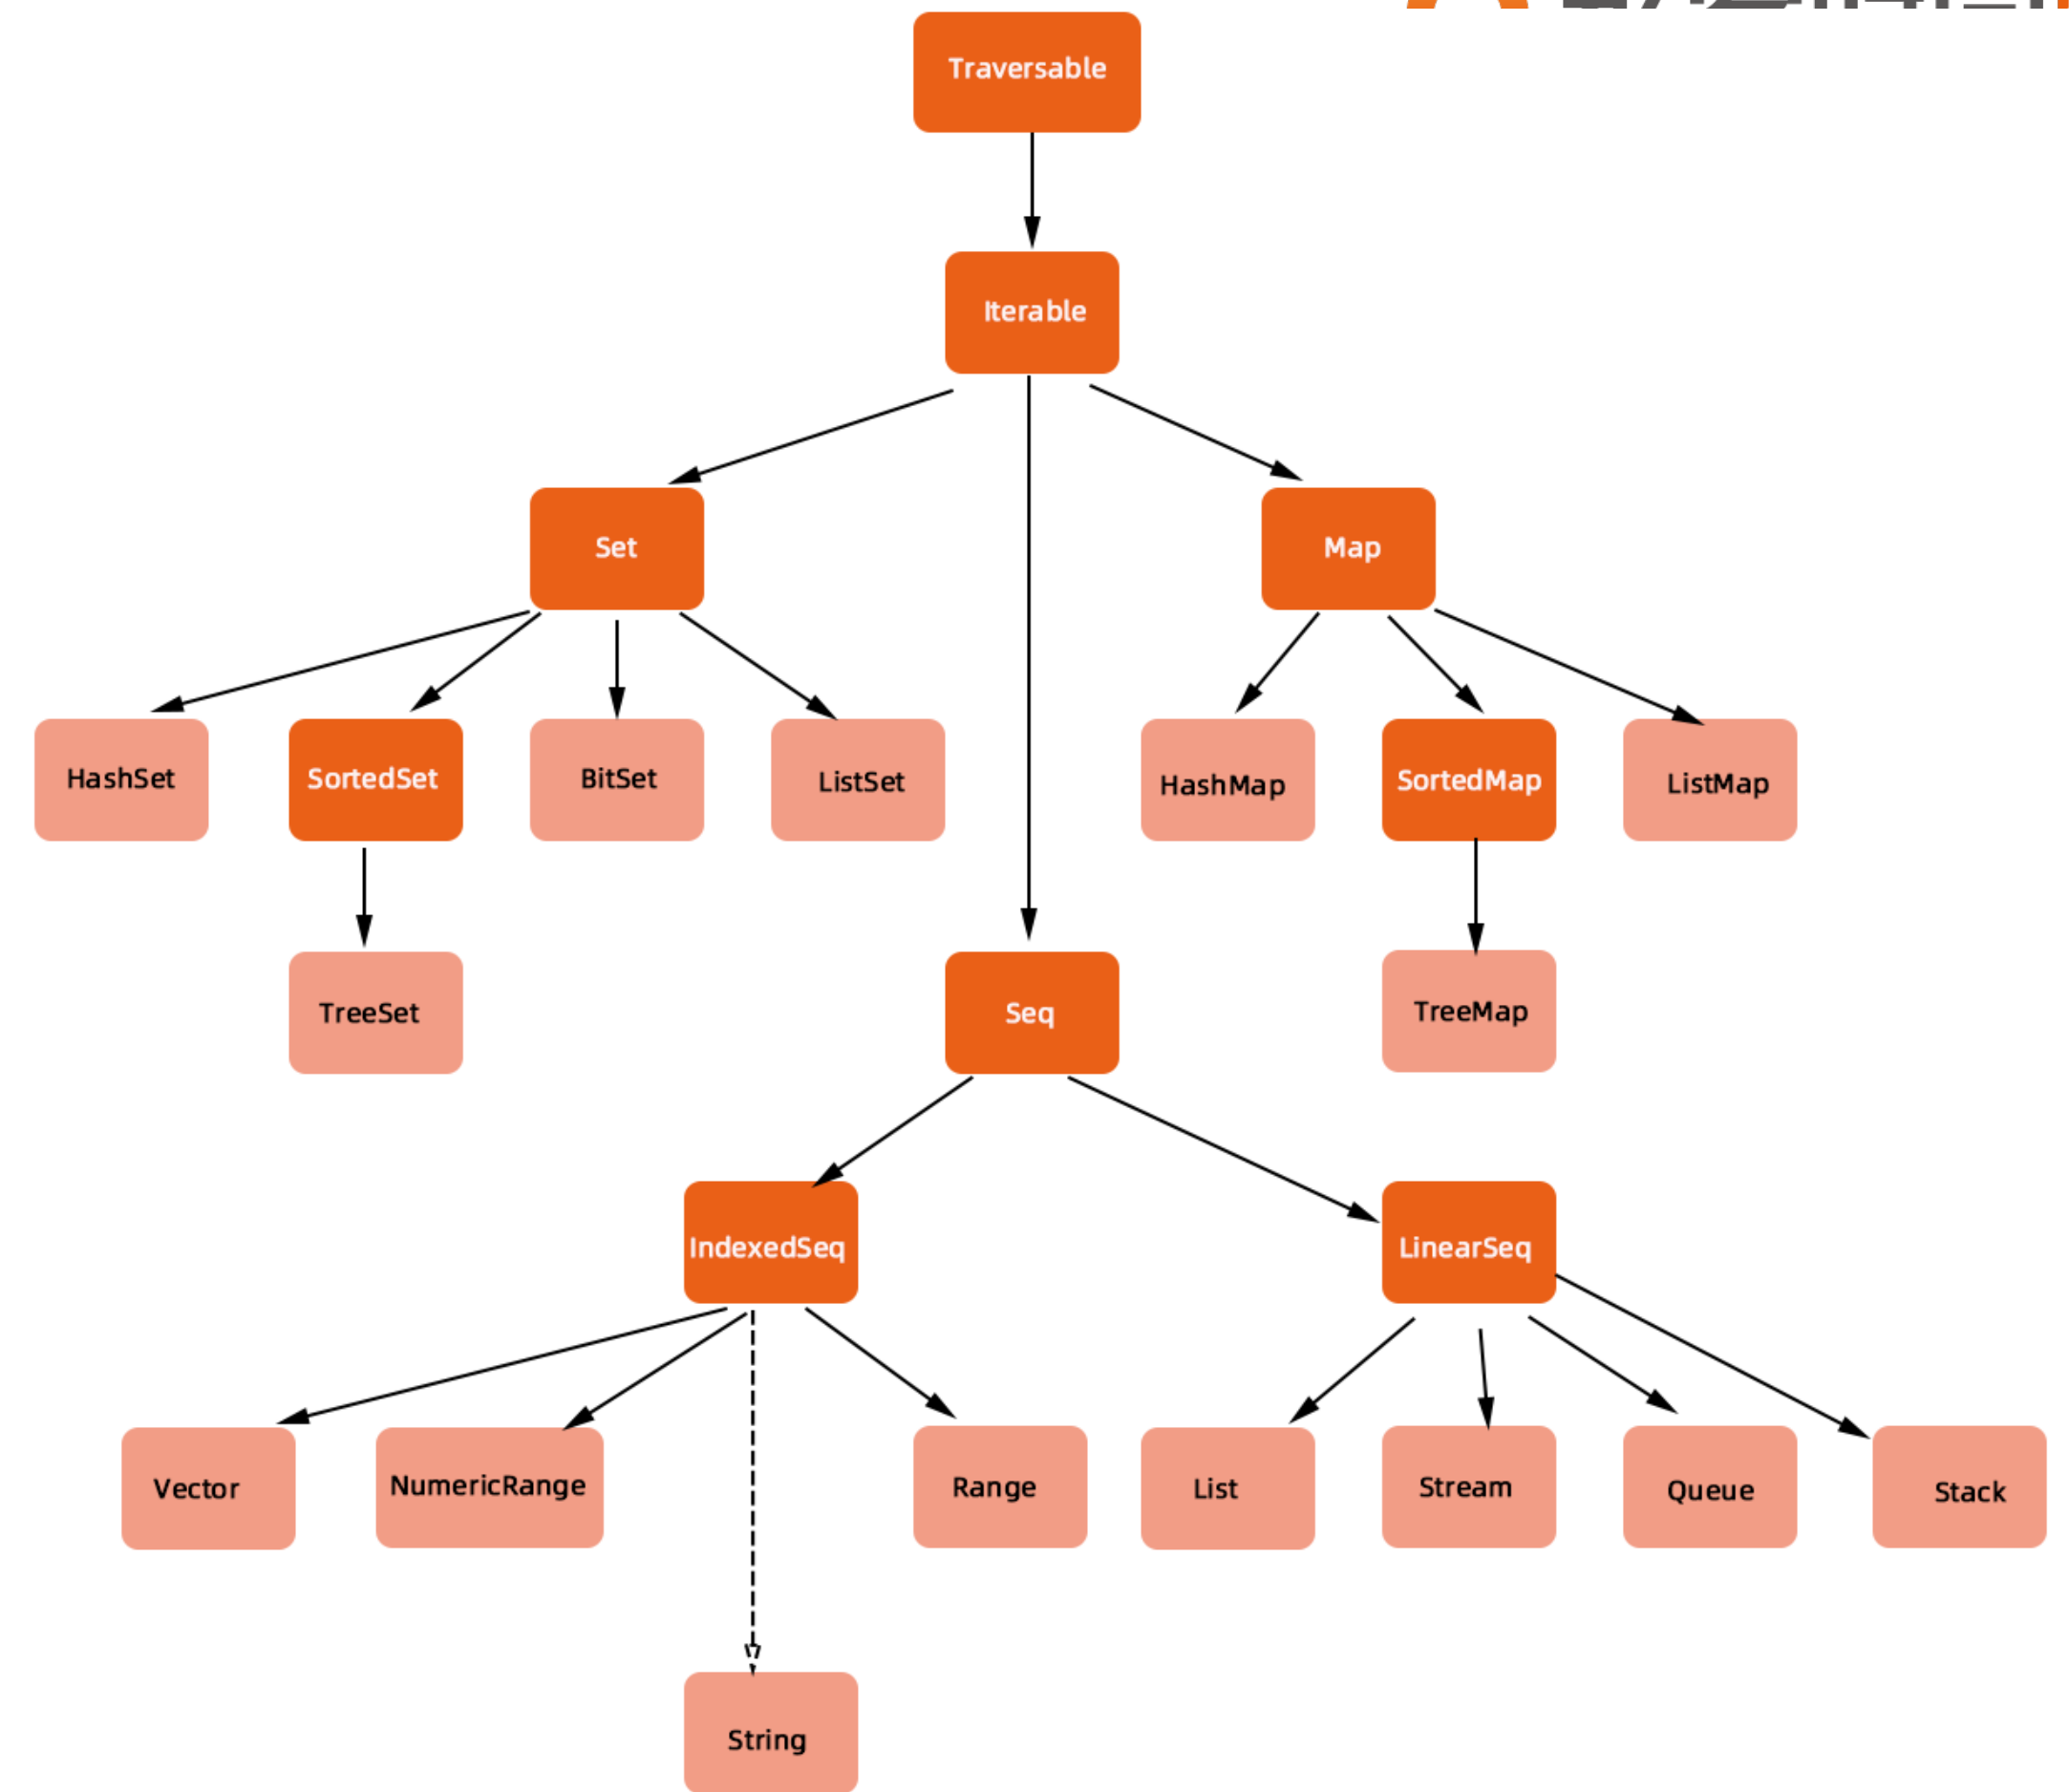 Traversable
Iterable
Set
Map
HashSet
SortedSet
BitSet
ListSet
HashMap
SortedMap
ListMap
TreeSet
Seq
TreeMap
IndexedSeq
LinearSeq
Vector
NumericRange
Range
List
Stream
Queue
Stack
String